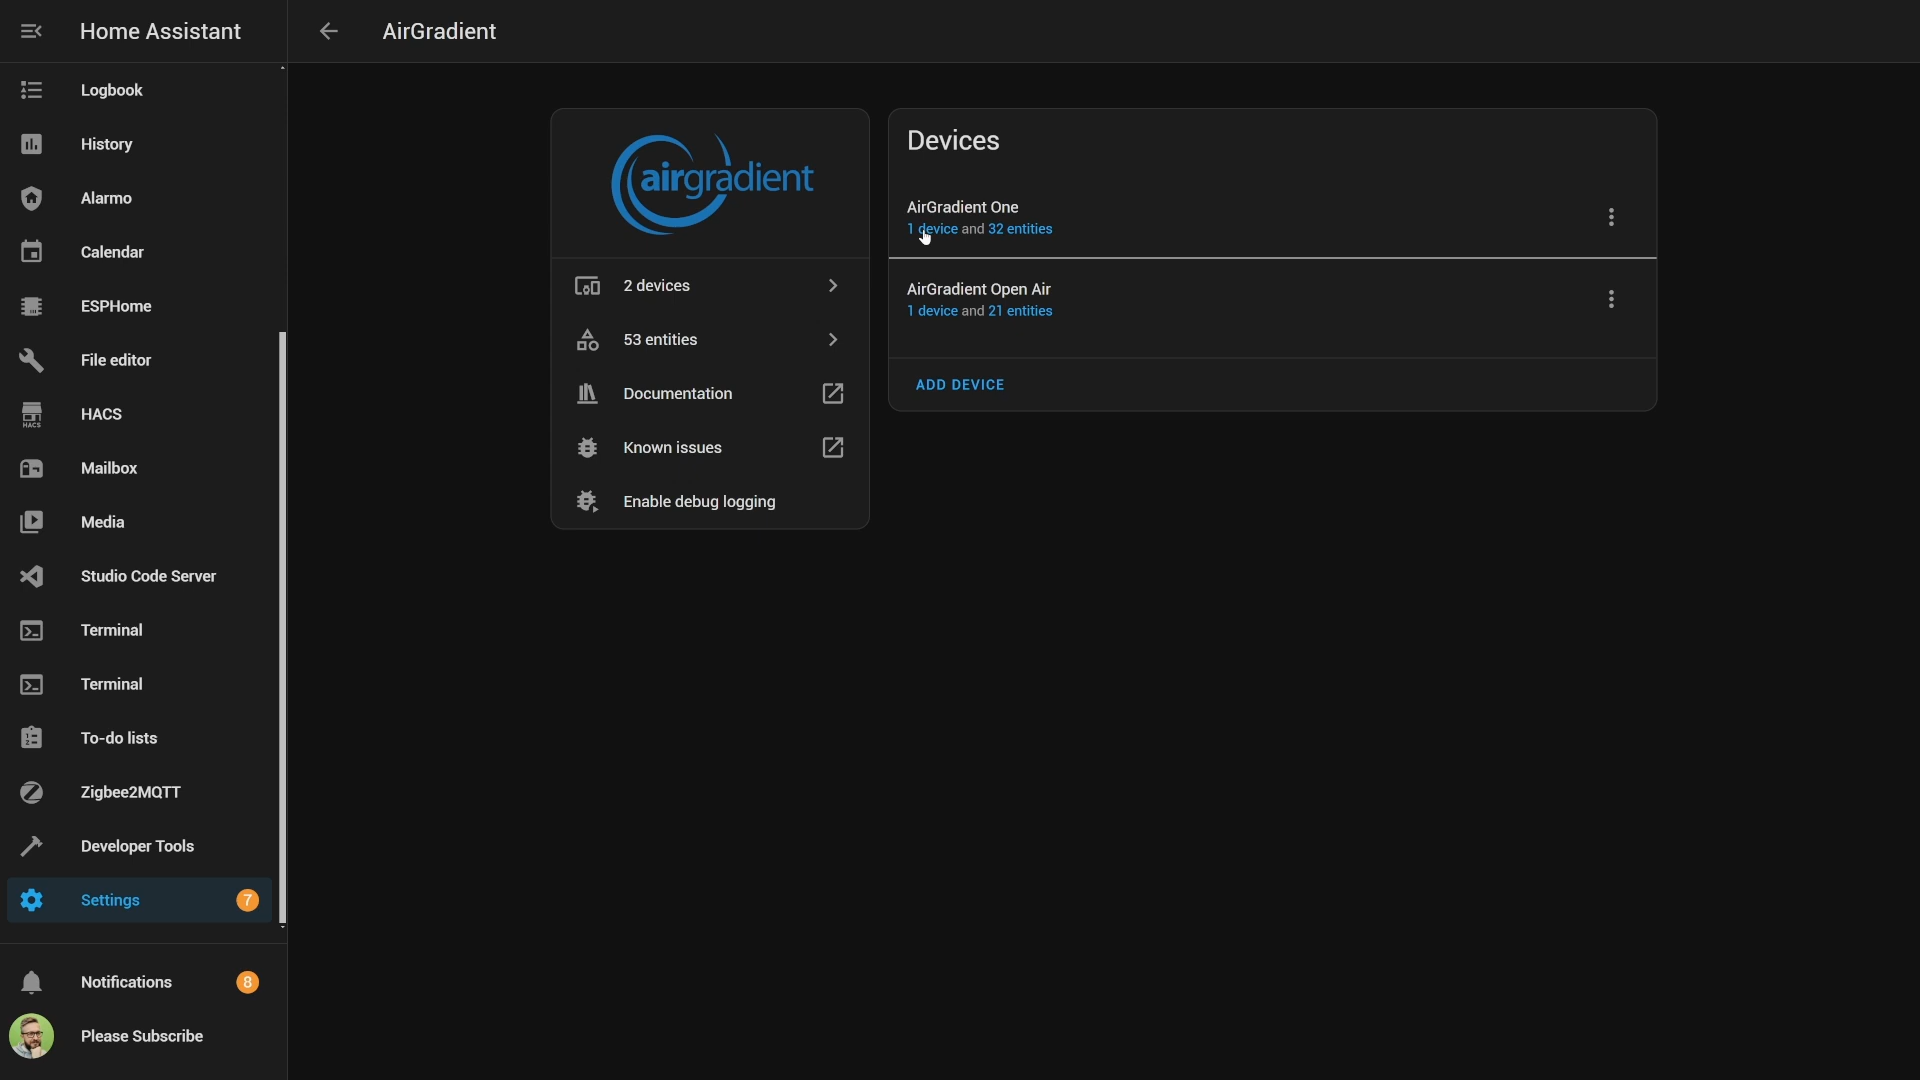 Home Assistant
AirGradient
Logbook
History
Alarmo
Calendar
ESPHome
File editor
HACS
HACS
Mailbox
Media
Studio Code Server
Terminal
Terminal
To-do lists
Zigbee2MQTT
Developer Tools
Settings 7
Notifications 8
Please Subscribe
airgradient
2 devices
53 entities
Documentation
Known issues
Enable debug logging
Devices
AirGradient One
1 device and 32 entities
AirGradient Open Air
1 device and 21 entities
ADD DEVICE